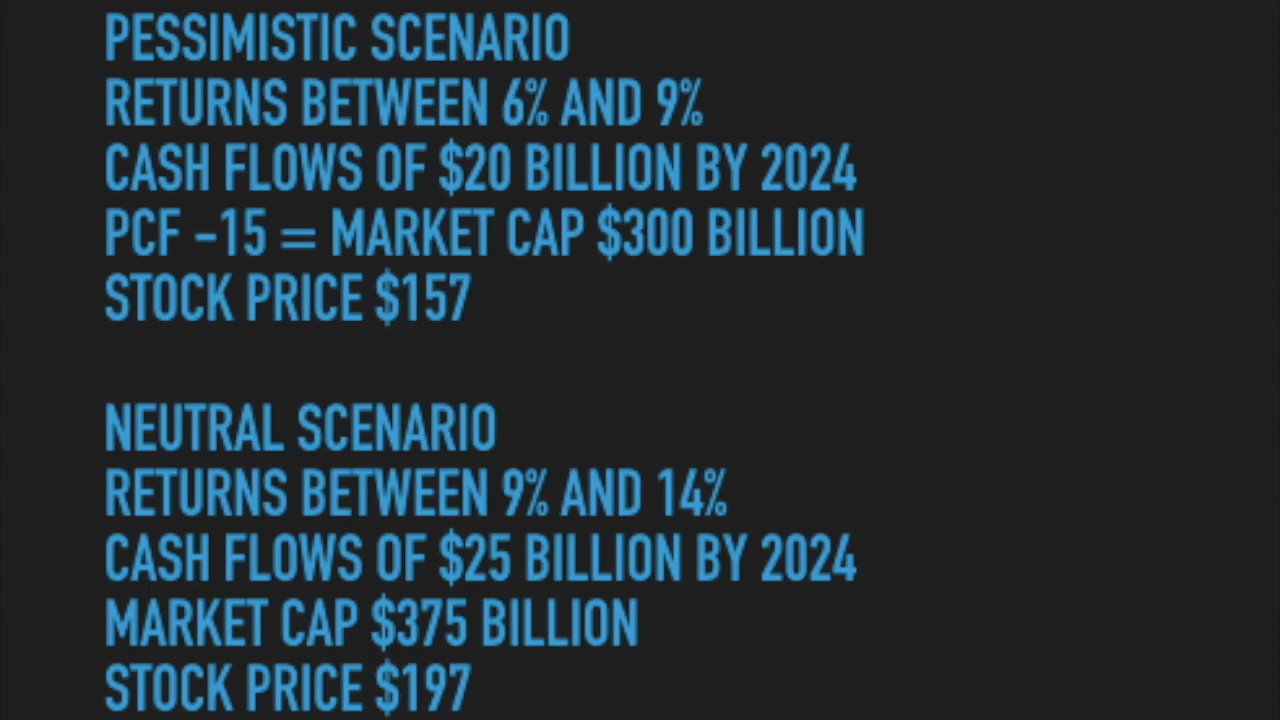 PESSIMISTIC SCENARIO
RETURNS BETWEEN 6% AND 9%
CASH FLOWS OF $20 BILLION BY 2024
PCF -15 = MARKET CAP $300 BILLION
STOCK PRICE $157
NEUTRAL SCENARIO
RETURNS BETWEEN 9% AND 14%
CASH FLOWS OF $25 BILLION BY 2024
MARKET CAP $375 BILLION
STOCK PRICE $197